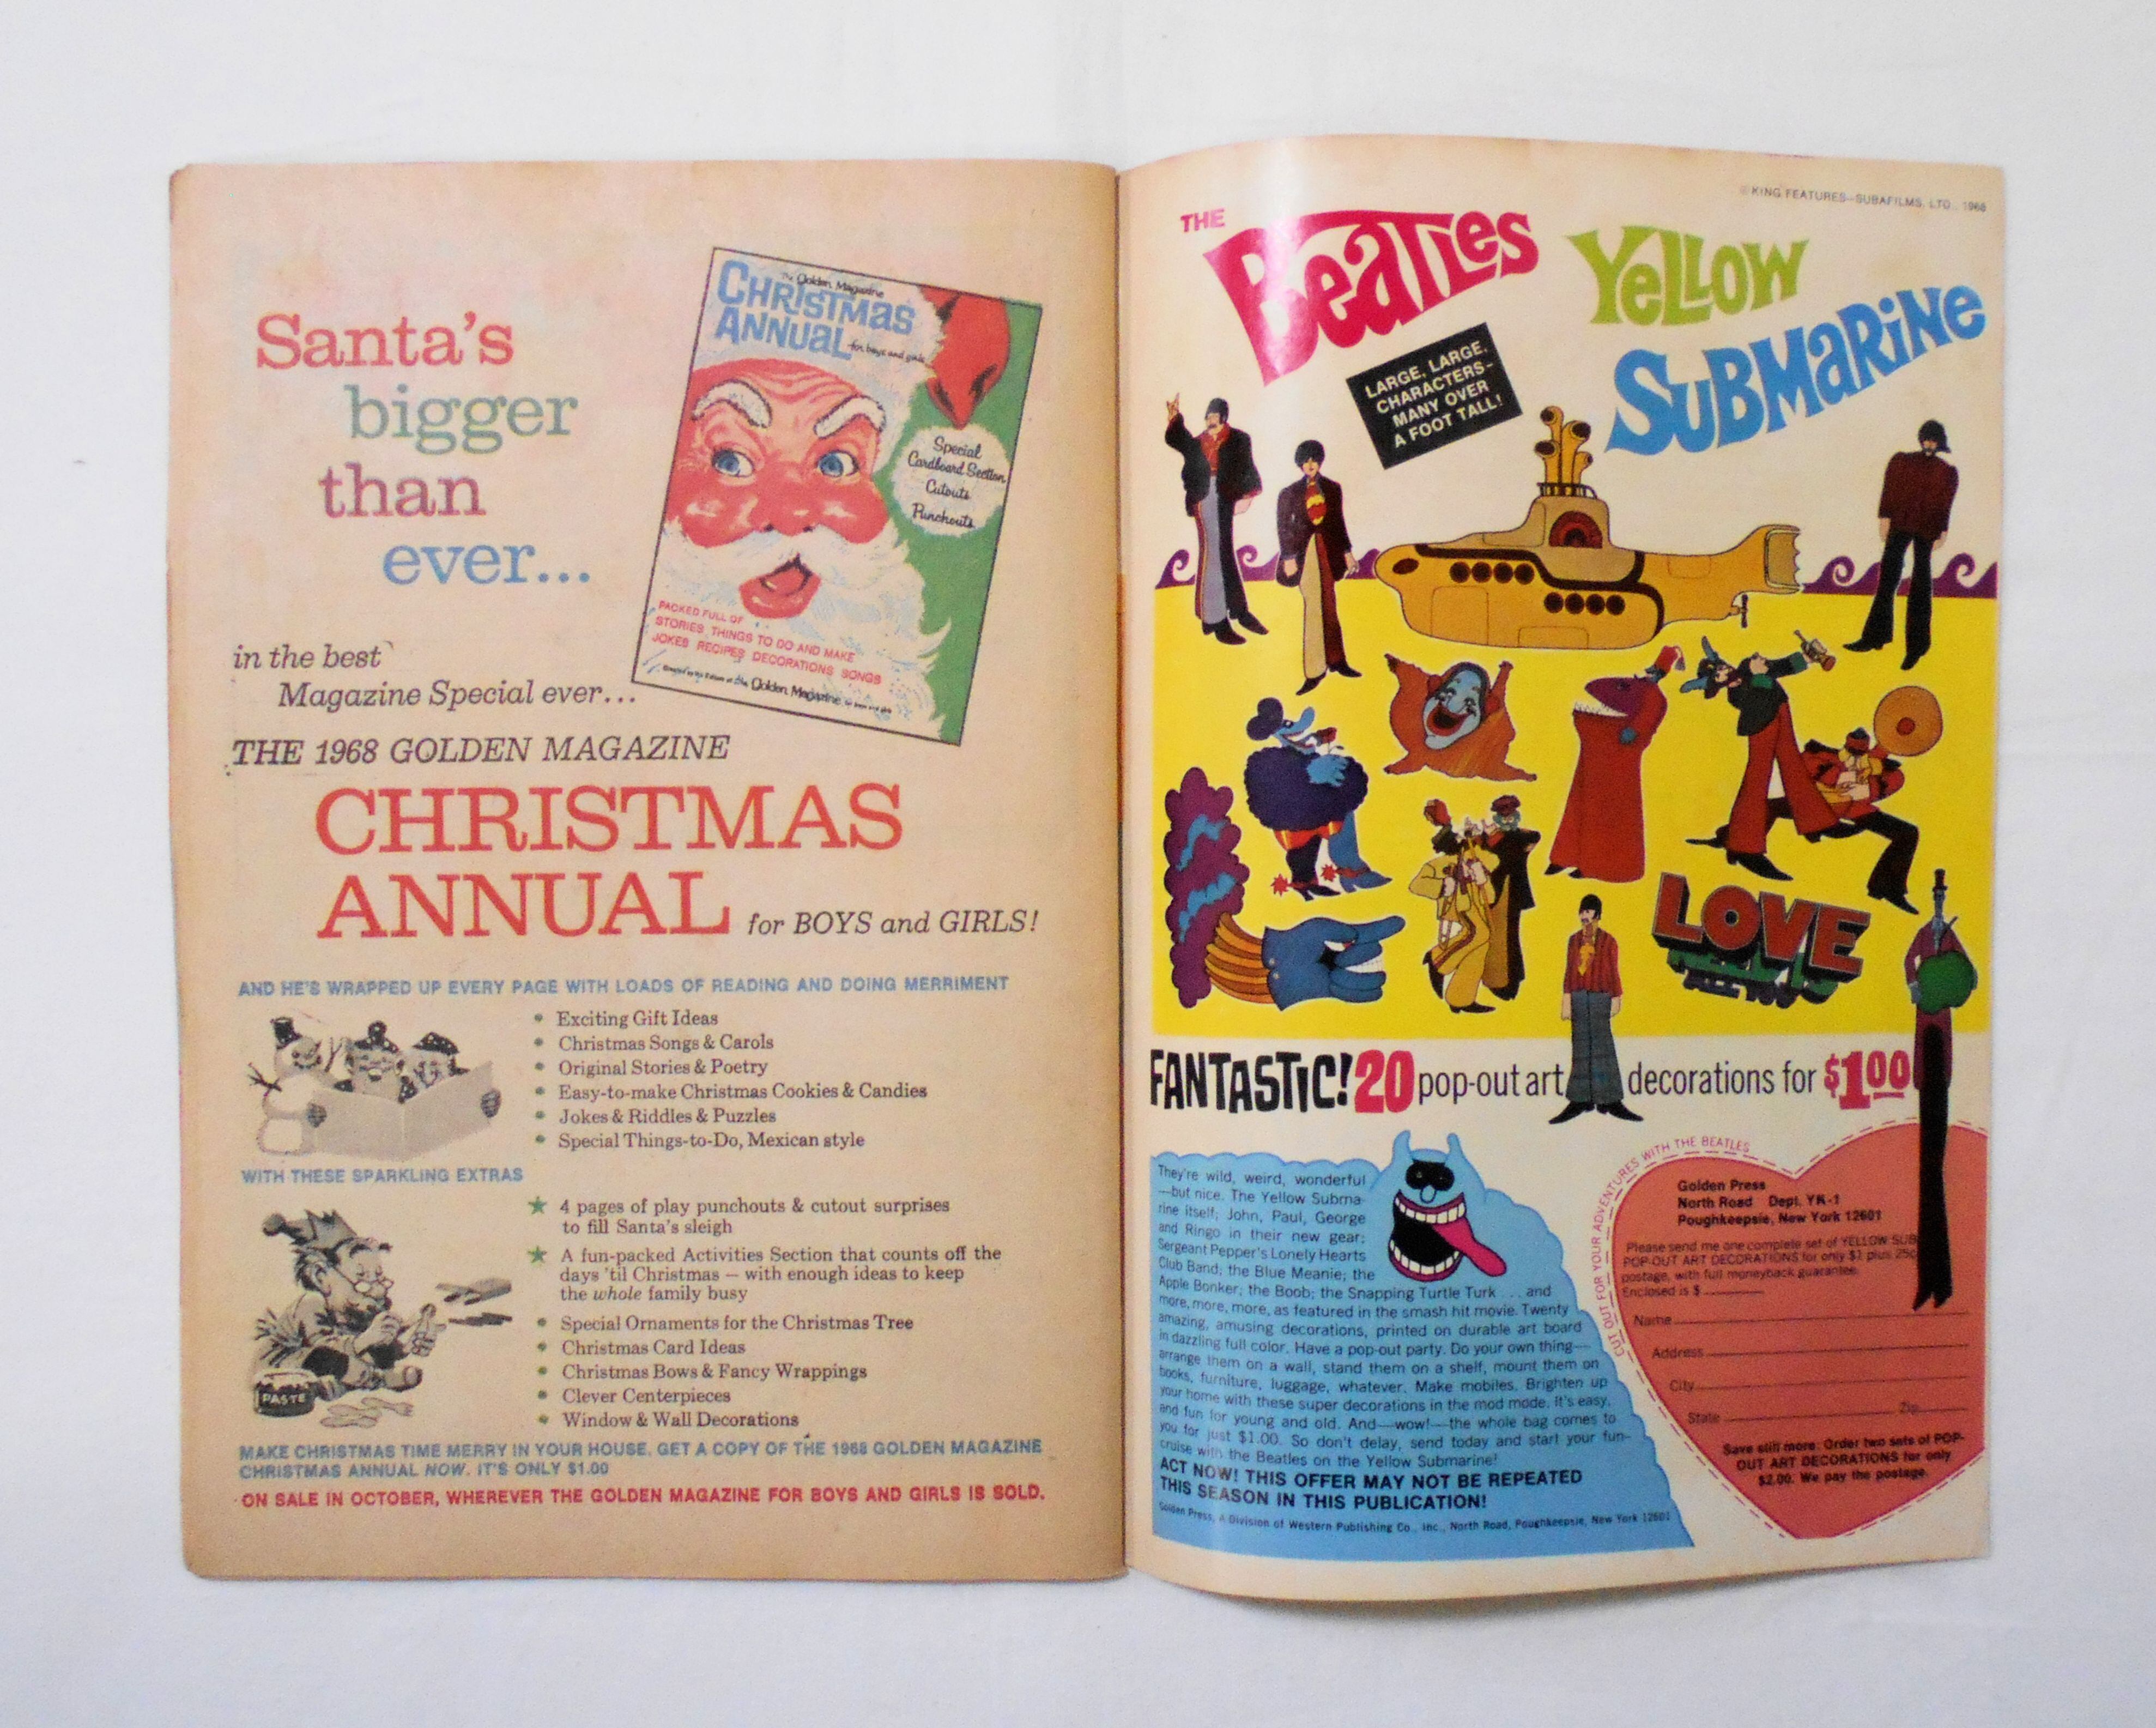 Santa's
bigger
than
ever...
in the best
Magazine Special ever...
THE 1968 GOLDEN MAGAZINE
CHRISTMAS
ANNUAL for BOYS and GIRLS!
The Golden Magazine
CHRISTMAS
ANNUAL for boys and girls
Special
Cardboard Section
Cutouts
Punchouts
PACKED FULL OF
STORIES THINGS TO DO AND MAKE
JOKES RECIPES DECORATIONS SONGS
Golden Magazine
AND HE'S WRAPPED UP EVERY PAGE WITH LOADS OF READING AND DOING MERRIMENT
• Exciting Gift Ideas
• Christmas Songs & Carols
• Original Stories & Poetry
• Easy-to-make Christmas Cookies & Candies
• Jokes & Riddles & Puzzles
• Special Things-to-Do, Mexican style
WITH THESE SPARKLING EXTRAS
★ 4 pages of play punchouts & cutout surprises
to fill Santa's sleigh
★ A fun-packed Activities Section that counts off the
days 'til Christmas — with enough ideas to keep
the whole family busy
• Special Ornaments for the Christmas Tree
• Christmas Card Ideas
• Christmas Bows & Fancy Wrappings
• Clever Centerpieces
• Window & Wall Decorations
PASTE
MAKE CHRISTMAS TIME MERRY IN YOUR HOUSE. GET A COPY OF THE 1968 GOLDEN MAGAZINE
CHRISTMAS ANNUAL NOW. IT'S ONLY $1.00
ON SALE IN OCTOBER, WHEREVER THE GOLDEN MAGAZINE FOR BOYS AND GIRLS IS SOLD.
© KING FEATURES—SUBAFILMS, LTD., 1968
THE BEATLES
YELLOW
SUBMARINE
LARGE, LARGE,
CHARACTERS-
MANY OVER
A FOOT TALL!
LOVE
ALL YOU
FANTASTIC! 20 pop-out art decorations for $1.00
They're wild, weird, wonderful
—but nice. The Yellow Subma-
rine itself; John, Paul, George
and Ringo in their new gear;
Sergeant Pepper's Lonely Hearts
Club Band; the Blue Meanie; the
Apple Bonker; the Boob; the Snapping Turtle Turk . . . and
more, more, more, as featured in the smash hit movie. Twenty
amazing, amusing decorations, printed on durable art board
in dazzling full color. Have a pop-out party. Do your own thing—
arrange them on a wall, stand them on a shelf, mount them on
books, furniture, luggage, whatever. Make mobiles. Brighten up
your home with these super decorations in the mod mode. It's easy,
and fun for young and old. And—wow!—the whole bag comes to
you for just $1.00. So don't delay, send today and start your fun-
cruise with the Beatles on the Yellow Submarine!
ACT NOW! THIS OFFER MAY NOT BE REPEATED
THIS SEASON IN THIS PUBLICATION!
Golden Press, A Division of Western Publishing Co., Inc., North Road, Poughkeepsie, New York 12601
CUT OUT FOR YOUR ADVENTURES WITH THE BEATLES
Golden Press
North Road Dept. YK-1
Poughkeepsie, New York 12601
Please send me one complete set of YELLOW SUB
POP-OUT ART DECORATIONS for only $1 plus 25c
postage, with full moneyback guarantee.
Enclosed is $
Name
Address
City
State Zip
Save still more: Order two sets of POP-
OUT ART DECORATIONS for only
$2.00. We pay the postage.